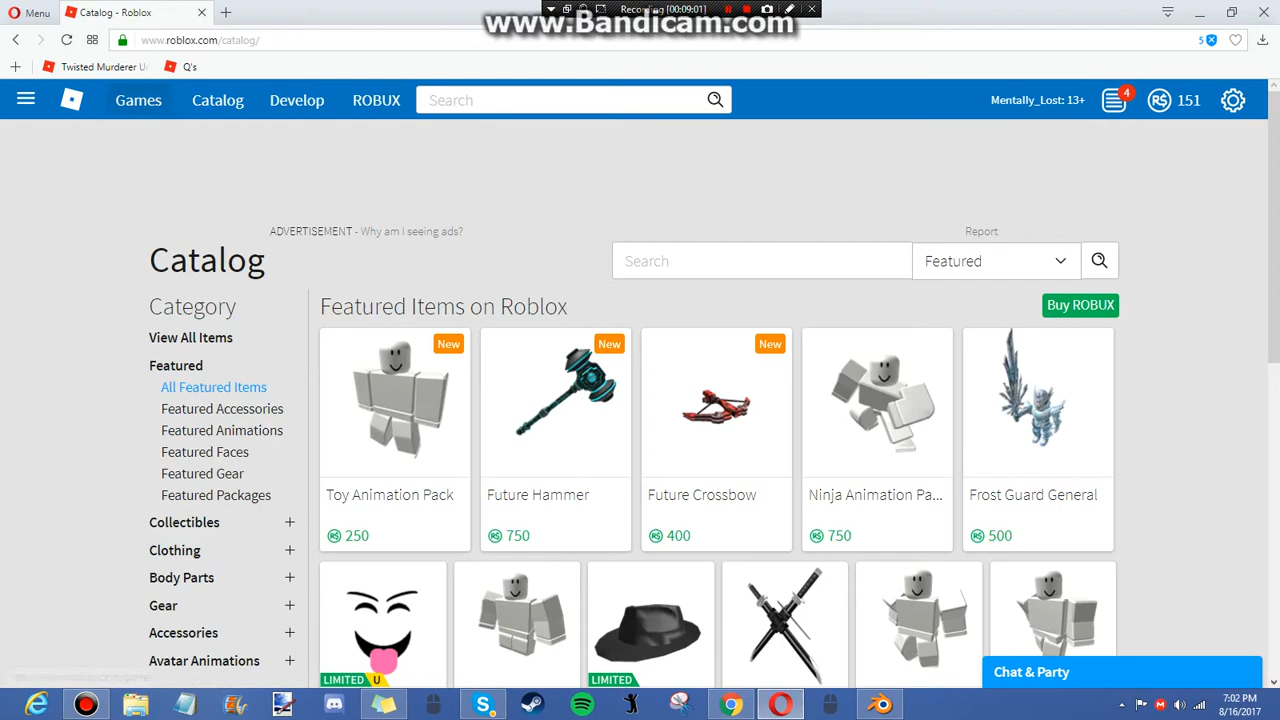 Menu
Catalog - Roblox
Recording [00:09:01]
www.Bandicam.com
www.roblox.com/catalog/
5
Twisted Murderer
Q's
Games
Catalog
Develop
ROBUX
Search
Mentally_Lost: 13+
4
R$ 151
ADVERTISEMENT - Why am I seeing ads?
Report
Catalog
Search
Featured
Category
Featured Items on Roblox
Buy ROBUX
View All Items
Featured
All Featured Items
Featured Accessories
Featured Animations
Featured Faces
Featured Gear
Featured Packages
Collectibles +
Clothing +
Body Parts +
Gear +
Accessories +
Avatar Animations +
New
New
New
Toy Animation Pack
Future Hammer
Future Crossbow
Ninja Animation Pa...
Frost Guard General
R$ 250
R$ 750
R$ 400
R$ 750
R$ 500
LIMITED U
LIMITED
Chat & Party
7:02 PM
8/16/2017